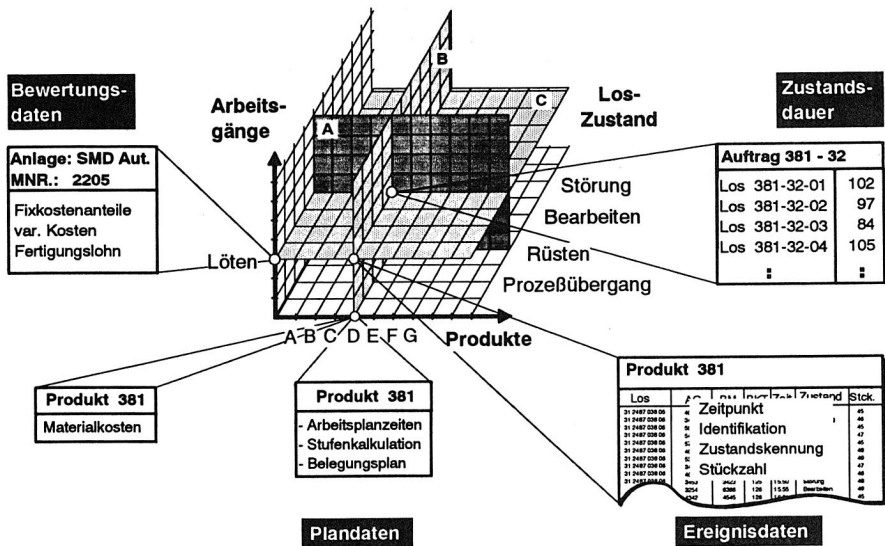 Bewertungs-
daten
Anlage: SMD Aut.
MNR.: 2205
Fixkostenanteile
var. Kosten
Fertigungslohn
Arbeits-
gänge
Löten
A
B
C
Los-
Zustand
Störung
Bearbeiten
Rüsten
Prozeßübergang
A B C D E F G
Produkte
Zustands-
dauer
Auftrag 381 - 32
Los 381-32-01 102
Los 381-32-02 97
Los 381-32-03 84
Los 381-32-04 105
Produkt 381
Materialkosten
Produkt 381
- Arbeitsplanzeiten
- Stufenkalkulation
- Belegungsplan
Plandaten
Produkt 381
Los Zustand Stck.
Zeitpunkt
Identifikation
Zustandskennung
Stückzahl
Ereignisdaten